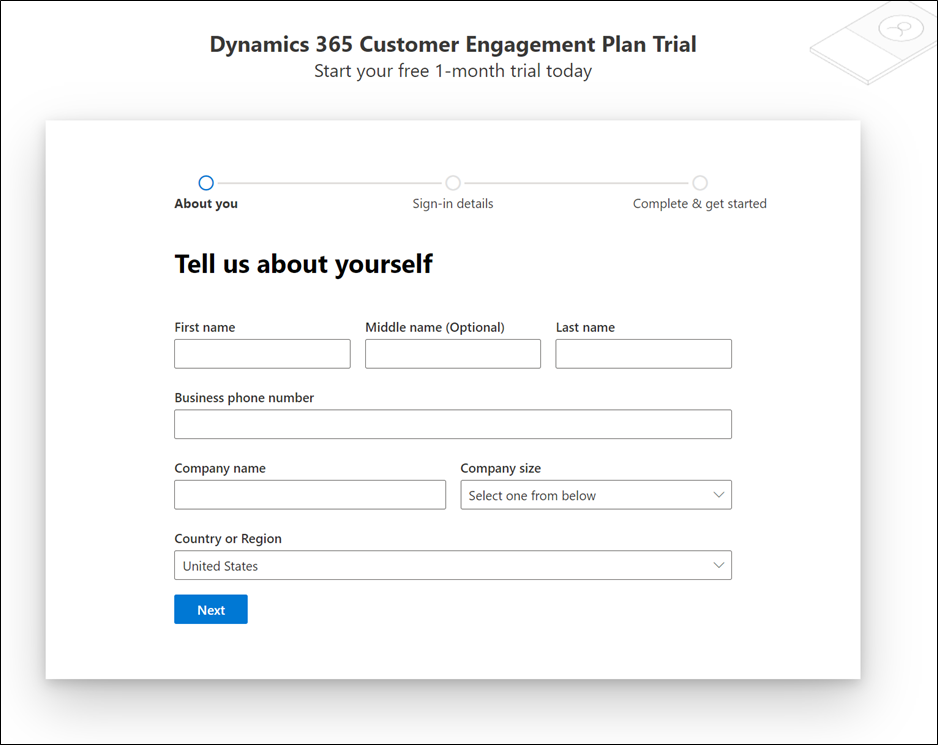 Dynamics 365 Customer Engagement Plan Trial
Start your free 1-month trial today
About you
Sign-in details
Complete & get started
Tell us about yourself
First name
Middle name (Optional)
Last name
Business phone number
Company name
Company size
Select one from below
Country or Region
United States
Next